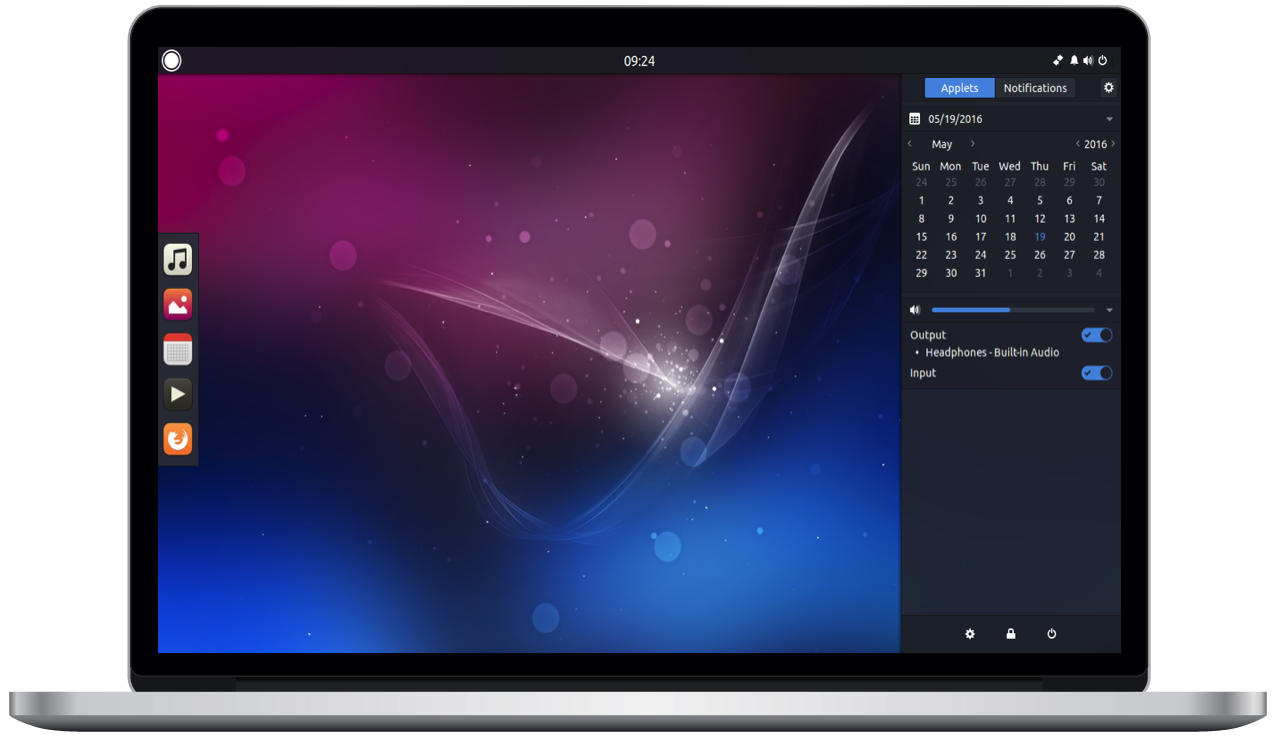 09:24
Applets Notifications
05/19/2016
May 2016
Sun Mon Tue Wed Thu Fri Sat
24 25 26 27 28 29 30
1 2 3 4 5 6 7
8 9 10 11 12 13 14
15 16 17 18 19 20 21
22 23 24 25 26 27 28
29 30 31 1 2 3 4
Output
• Headphones - Built-in Audio
Input